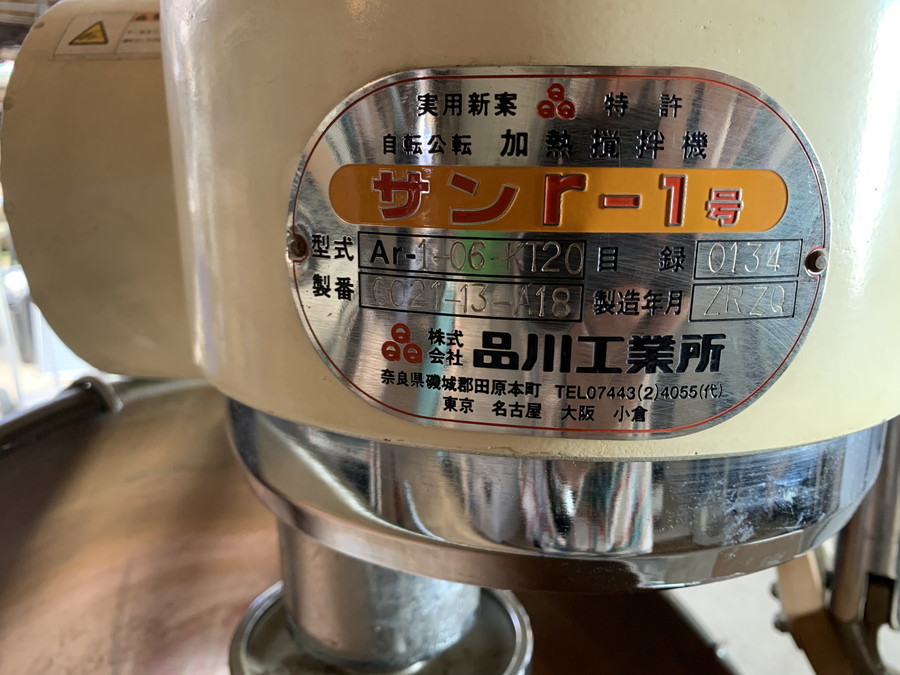 実用新案 特許
自転公転 加熱撹拌機
サンr-1号
型式 Ar-1-06-K120 目録 0134
製番 GC21-13-A18 製造年月 ZRZQ
株式会社 品川工業所
奈良県磯城郡田原本町 TEL07443(2)4055(代)
東京 名古屋 大阪 小倉